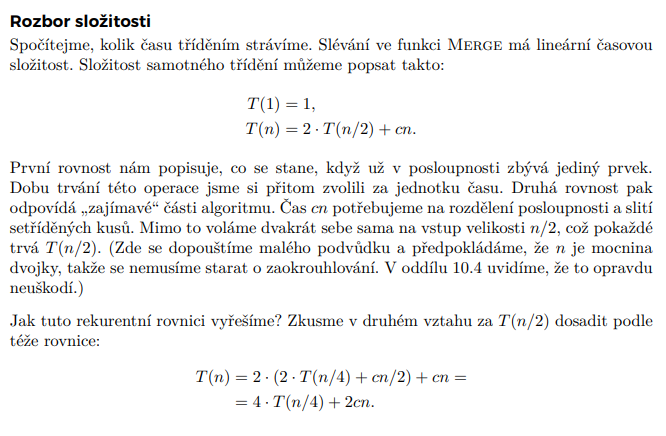 Rozbor složitosti
Spočítejme, kolik času tříděním strávíme. Slévání ve funkci MERGE má lineární časovou
složitost. Složitost samotného třídění můžeme popsat takto:
T(1) = 1,
T(n) = 2 · T(n/2) + cn.
První rovnost nám popisuje, co se stane, když už v posloupnosti zbývá jediný prvek.
Dobu trvání této operace jsme si přitom zvolili za jednotku času. Druhá rovnost pak
odpovídá „zajímavé“ části algoritmu. Čas cn potřebujeme na rozdělení posloupnosti a slití
setříděných kusů. Mimo to voláme dvakrát sebe sama na vstup velikosti n/2, což pokaždé
trvá T(n/2). (Zde se dopouštíme malého podvůdku a předpokládáme, že n je mocnina
dvojky, takže se nemusíme starat o zaokrouhlování. V oddílu 10.4 uvidíme, že to opravdu
neuškodí.)
Jak tuto rekurentní rovnici vyřešíme? Zkusme v druhém vztahu za T(n/2) dosadit podle
téže rovnice:
T(n) = 2 · (2 · T(n/4) + cn/2) + cn =
= 4 · T(n/4) + 2cn.